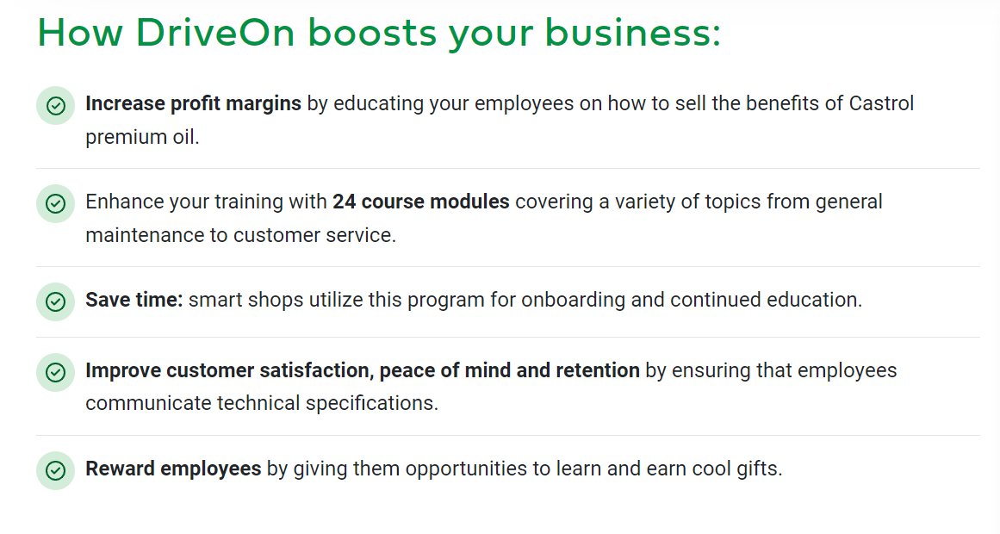 How DriveOn boosts your business:
Increase profit margins by educating your employees on how to sell the benefits of Castrol
premium oil.
Enhance your training with 24 course modules covering a variety of topics from general
maintenance to customer service.
Save time: smart shops utilize this program for onboarding and continued education.
Improve customer satisfaction, peace of mind and retention by ensuring that employees
communicate technical specifications.
Reward employees by giving them opportunities to learn and earn cool gifts.